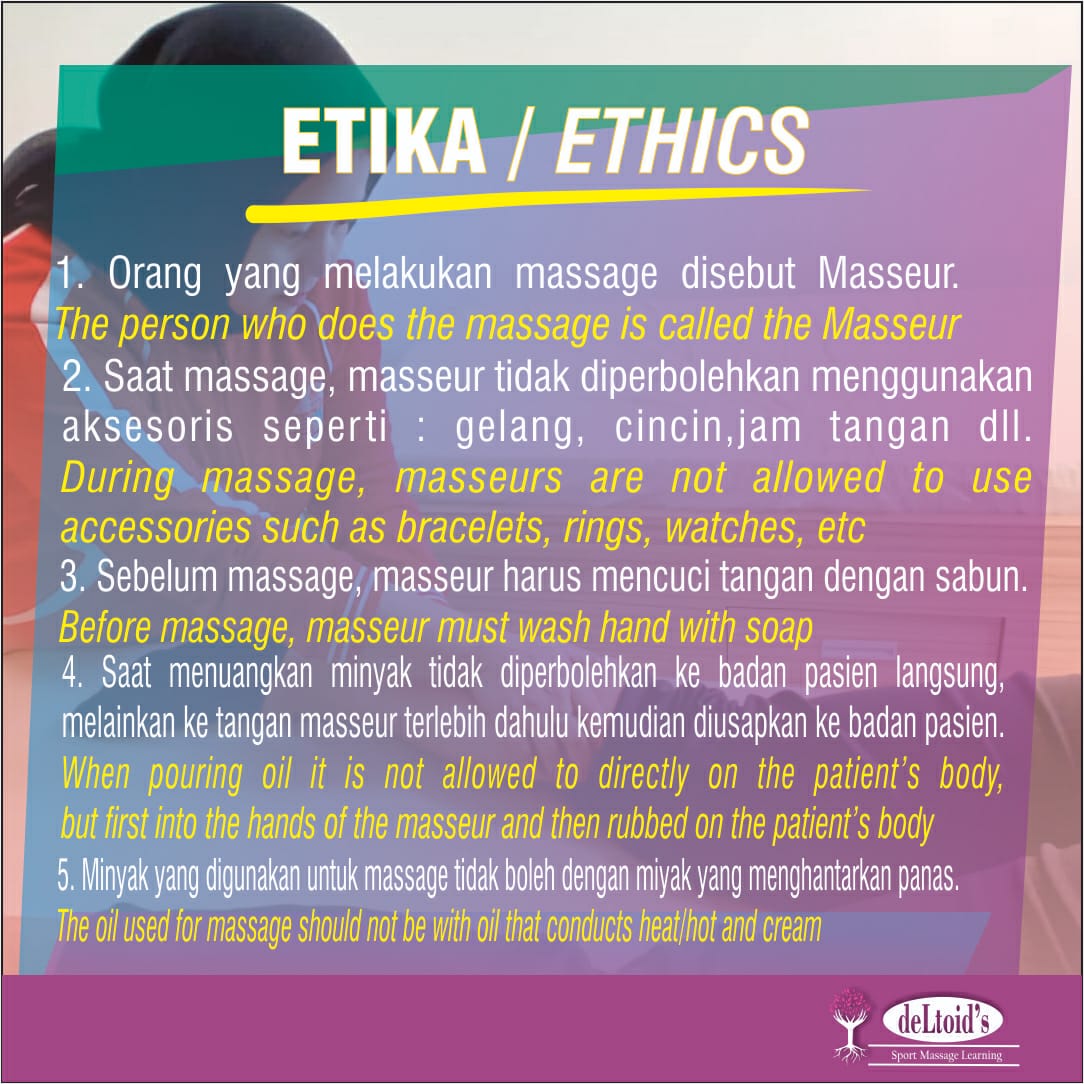 ETIKA / ETHICS
1. Orang yang melakukan massage disebut Masseur.
The person who does the massage is called the Masseur
2. Saat massage, masseur tidak diperbolehkan menggunakan
aksesoris seperti : gelang, cincin,jam tangan dll.
During massage, masseurs are not allowed to use
accessories such as bracelets, rings, watches, etc
3. Sebelum massage, masseur harus mencuci tangan dengan sabun.
Before massage, masseur must wash hand with soap
4. Saat menuangkan minyak tidak diperbolehkan ke badan pasien langsung,
melainkan ke tangan masseur terlebih dahulu kemudian diusapkan ke badan pasien.
When pouring oil it is not allowed to directly on the patient's body,
but first into the hands of the masseur and then rubbed on the patient's body
5. Minyak yang digunakan untuk massage tidak boleh dengan miyak yang menghantarkan panas.
The oil used for massage should not be with oil that conducts heat/hot and cream
deLtoid's
Sport Massage Learning